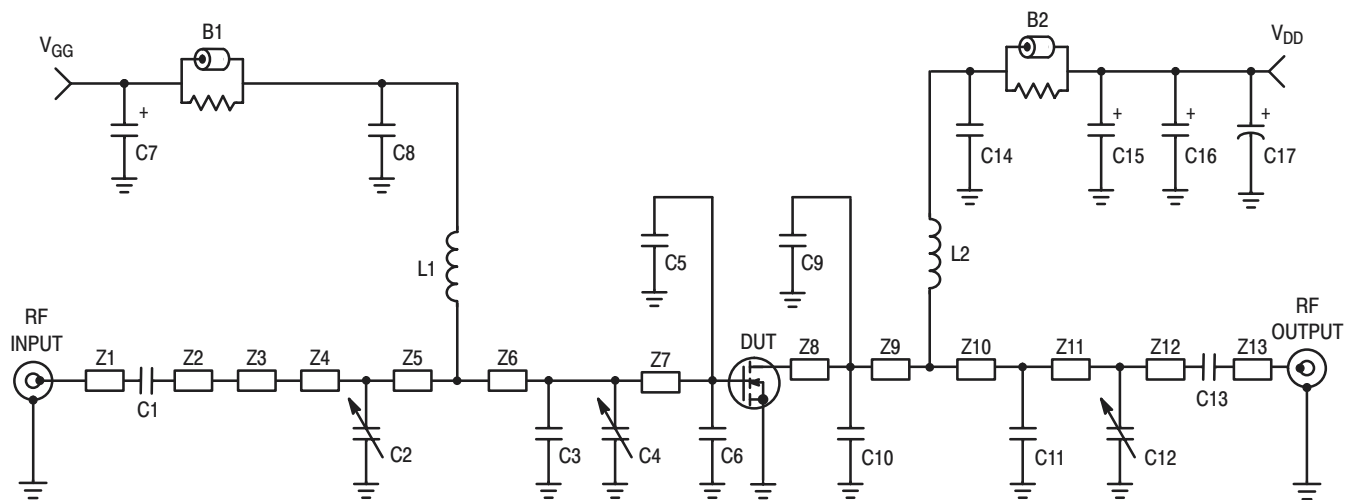 B1
B2
VGG
VDD
+
+
+
+
C7
C8
C14
C15
C16
C17
C5
C9
L1
L2
RF
INPUT
DUT
RF
OUTPUT
Z1
Z2
Z3
Z4
Z5
Z6
Z7
Z8
Z9
Z10
Z11
Z12
Z13
C1
C13
C2
C3
C4
C6
C10
C11
C12